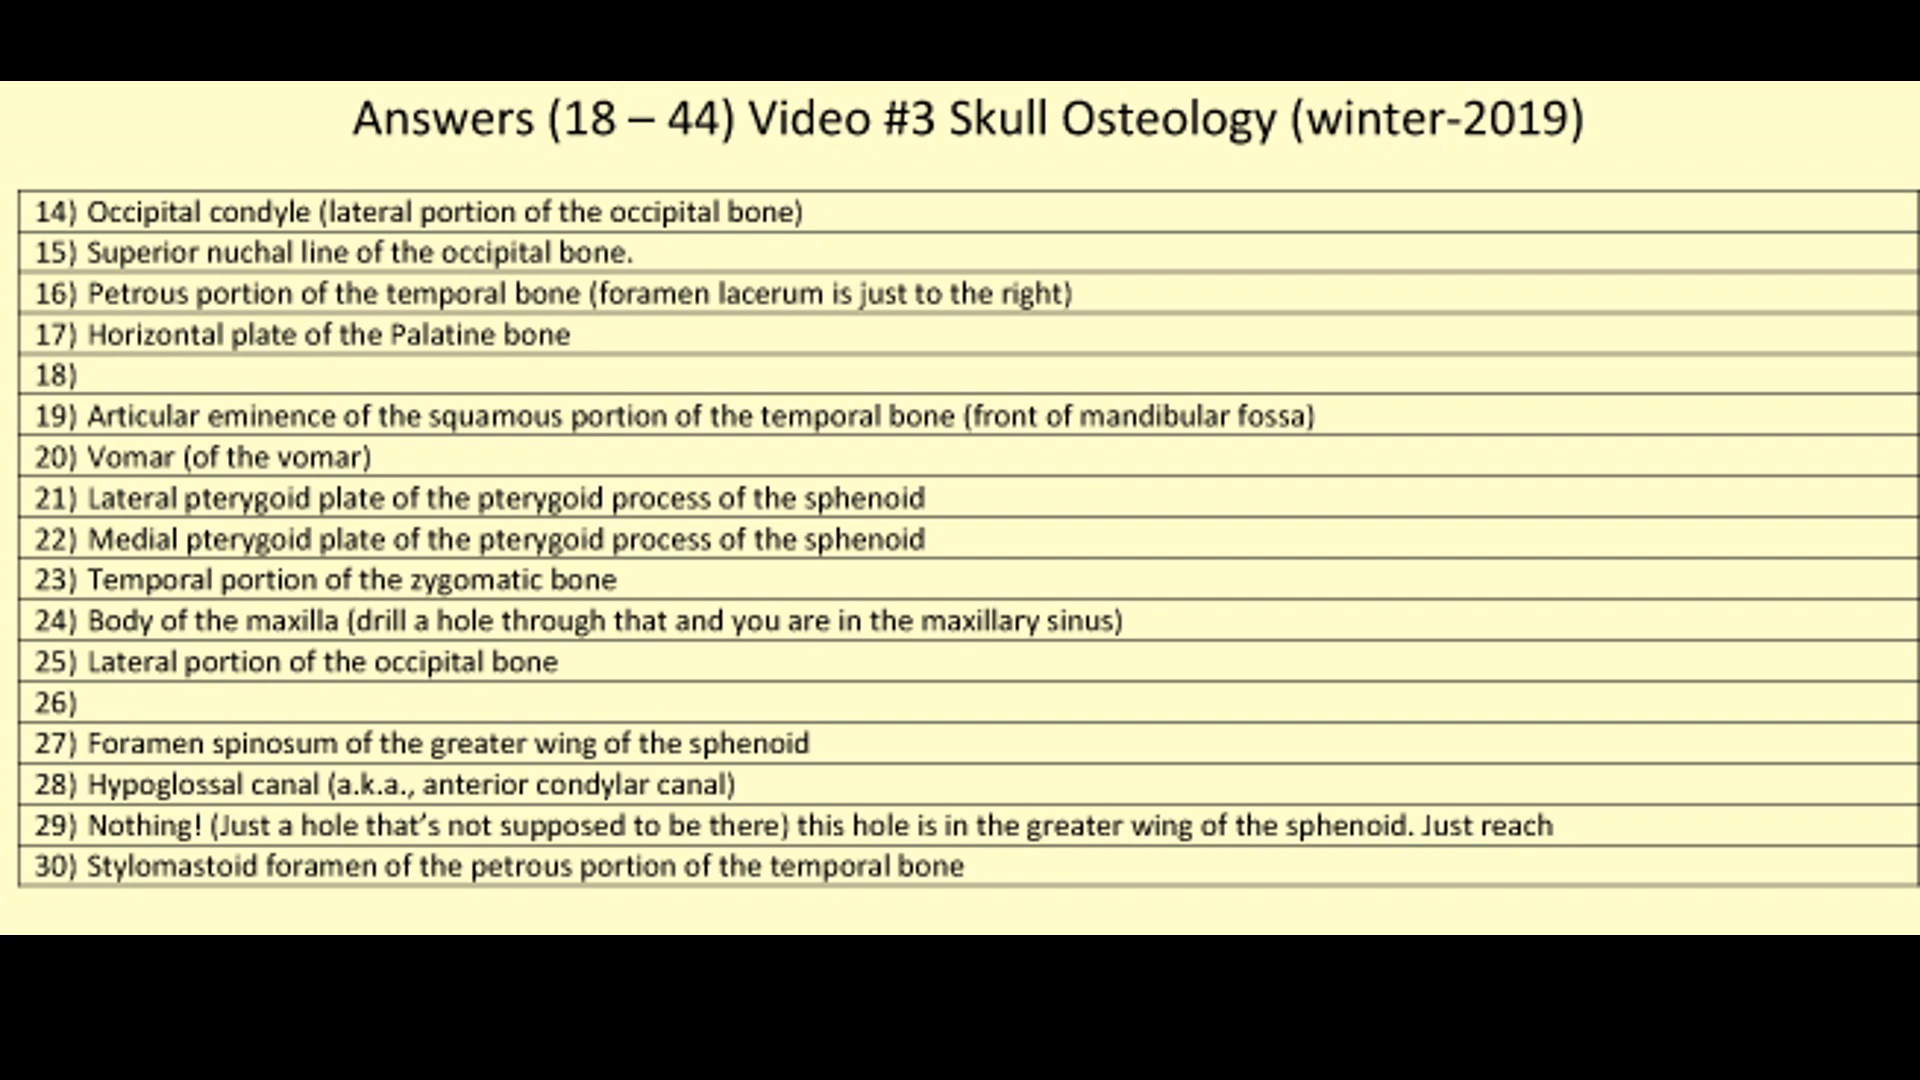 Answers (18 – 44) Video #3 Skull Osteology (winter-2019)
14) Occipital condyle (lateral portion of the occipital bone)
15) Superior nuchal line of the occipital bone.
16) Petrous portion of the temporal bone (foramen lacerum is just to the right)
17) Horizontal plate of the Palatine bone
18)
19) Articular eminence of the squamous portion of the temporal bone (front of mandibular fossa)
20) Vomar (of the vomar)
21) Lateral pterygoid plate of the pterygoid process of the sphenoid
22) Medial pterygoid plate of the pterygoid process of the sphenoid
23) Temporal portion of the zygomatic bone
24) Body of the maxilla (drill a hole through that and you are in the maxillary sinus)
25) Lateral portion of the occipital bone
26)
27) Foramen spinosum of the greater wing of the sphenoid
28) Hypoglossal canal (a.k.a., anterior condylar canal)
29) Nothing! (Just a hole that’s not supposed to be there) this hole is in the greater wing of the sphenoid. Just reach
30) Stylomastoid foramen of the petrous portion of the temporal bone